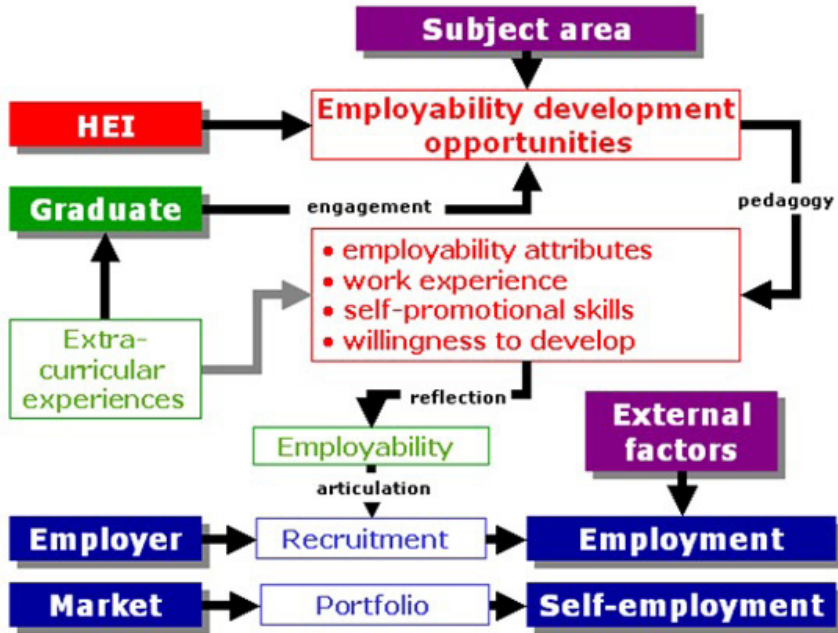 Subject area
HEI
Employability development
opportunities
Graduate
engagement
pedagogy
• employability attributes
• work experience
• self-promotional skills
• willingness to develop
Extra-
curricular
experiences
reflection
External
factors
Employability
articulation
Employer
Recruitment
Employment
Market
Portfolio
Self-employment